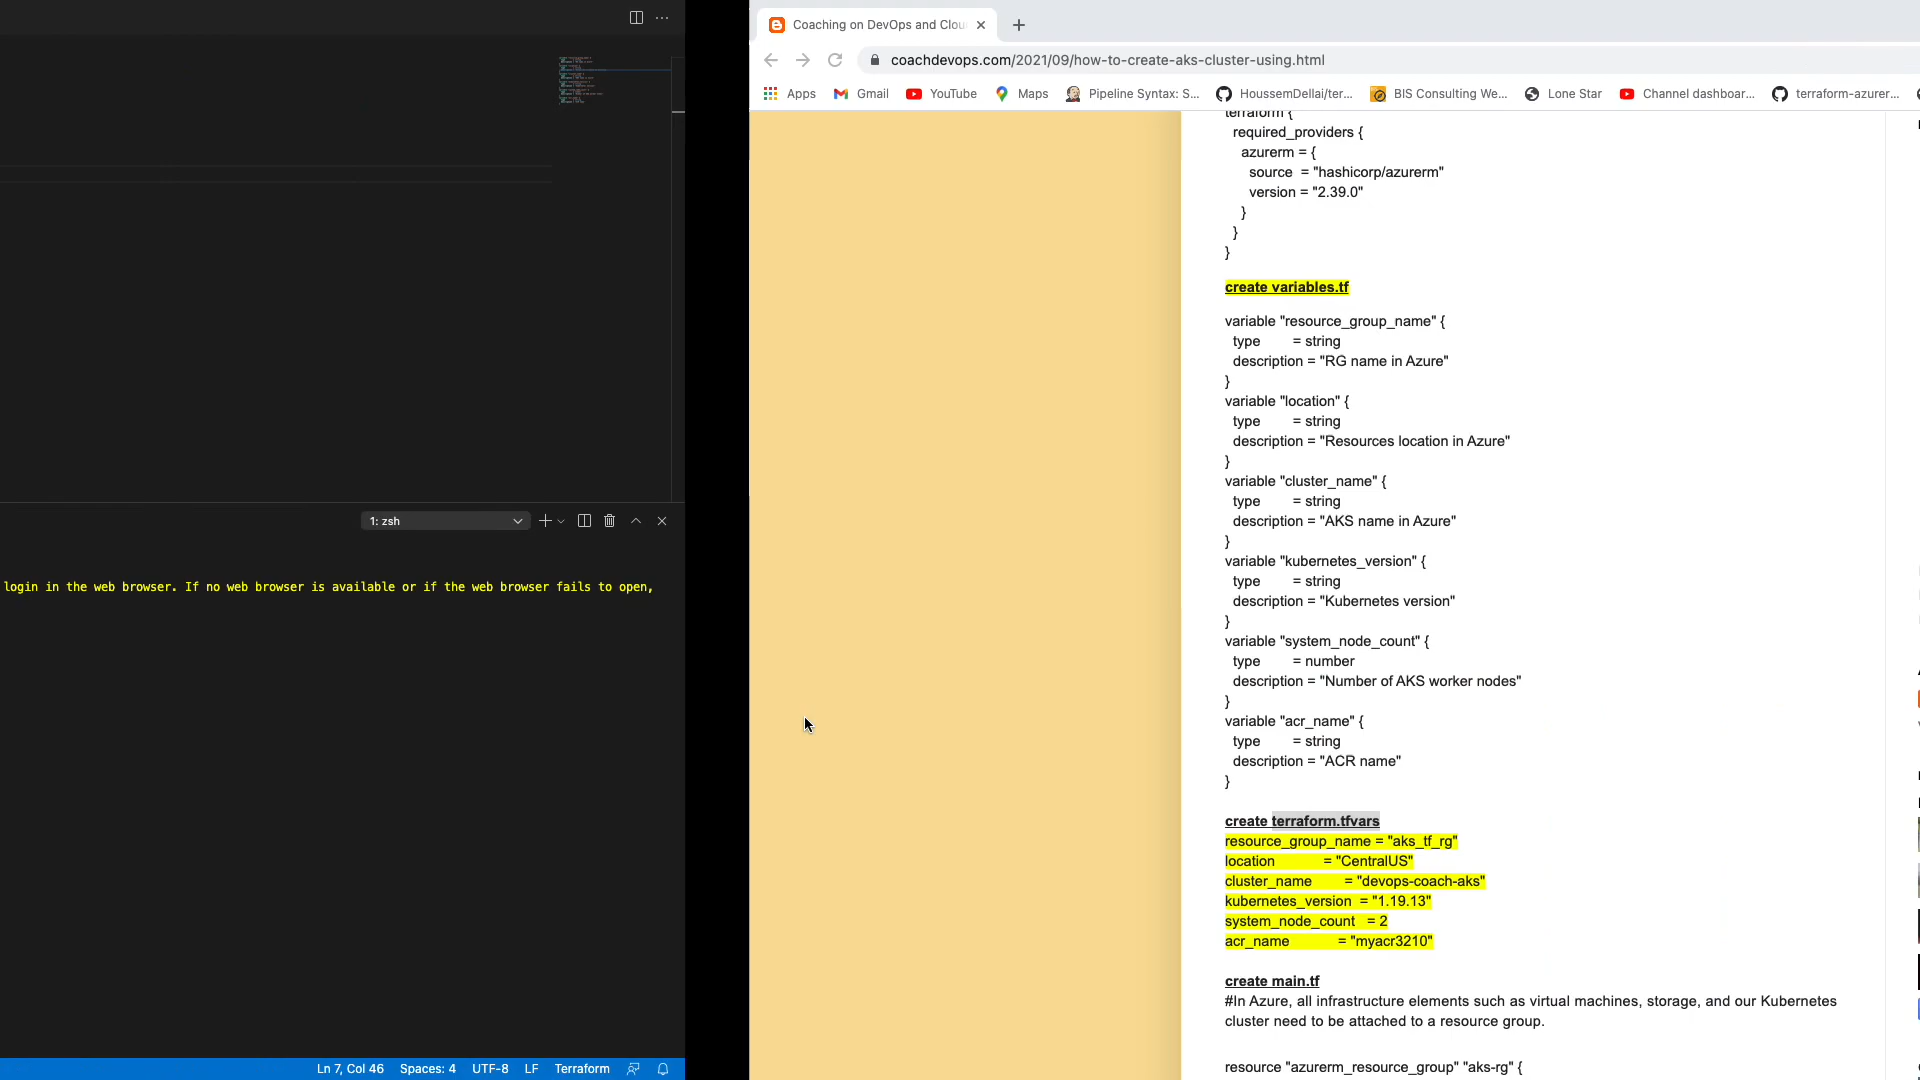 1: zsh
login in the web browser. If no web browser is available or if the web browser fails to open,
Ln 7, Col 46 Spaces: 4 UTF-8 LF Terraform
Coaching on DevOps and Clou
coachdevops.com/2021/09/how-to-create-aks-cluster-using.html
Apps Gmail YouTube Maps Pipeline Syntax: S... HoussemDellai/ter... BIS Consulting We... Lone Star Channel dashboar... terraform-azurer...
terraform {
required_providers {
azurerm = {
source = "hashicorp/azurerm"
version = "2.39.0"
}
}
}
create variables.tf
variable "resource_group_name" {
type = string
description = "RG name in Azure"
}
variable "location" {
type = string
description = "Resources location in Azure"
}
variable "cluster_name" {
type = string
description = "AKS name in Azure"
}
variable "kubernetes_version" {
type = string
description = "Kubernetes version"
}
variable "system_node_count" {
type = number
description = "Number of AKS worker nodes"
}
variable "acr_name" {
type = string
description = "ACR name"
}
create terraform.tfvars
resource_group_name = "aks_tf_rg"
location = "CentralUS"
cluster_name = "devops-coach-aks"
kubernetes_version = "1.19.13"
system_node_count = 2
acr_name = "myacr3210"
create main.tf
#In Azure, all infrastructure elements such as virtual machines, storage, and our Kubernetes
cluster need to be attached to a resource group.
resource "azurerm_resource_group" "aks-rg" {